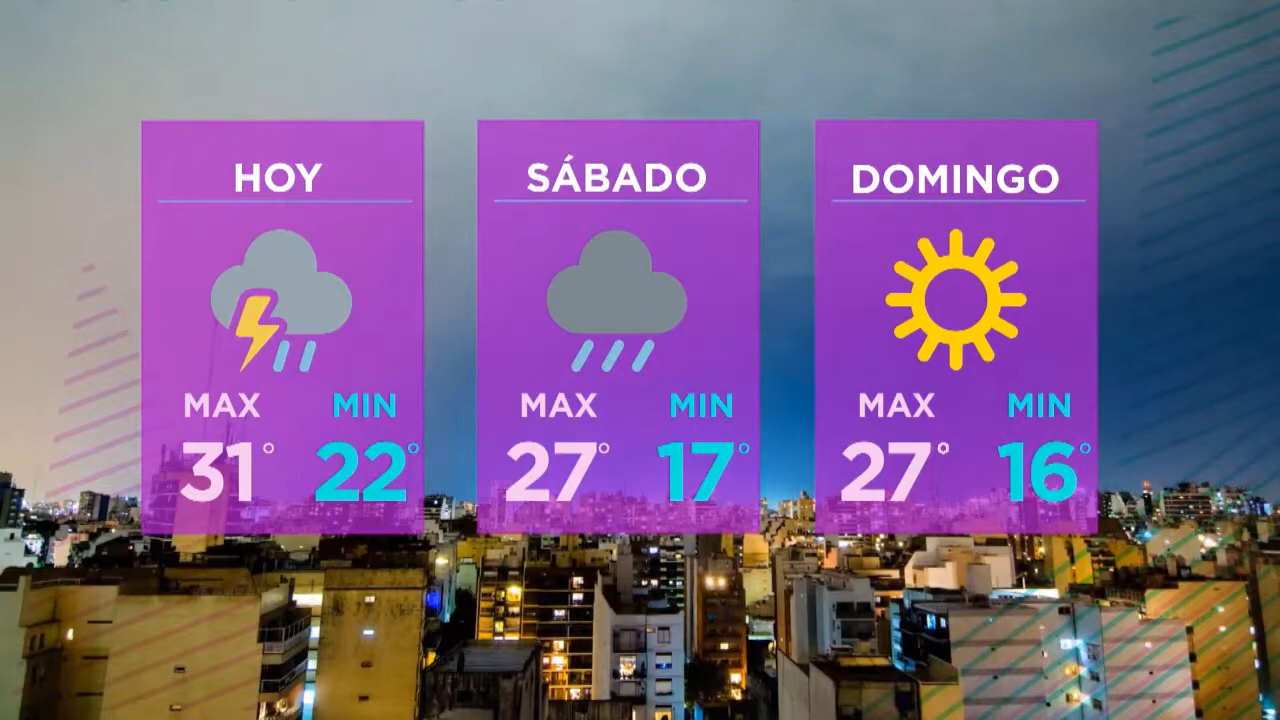 HOY
MAX MIN
31° 22°
SÁBADO
MAX MIN
27° 17°
DOMINGO
MAX MIN
27° 16°